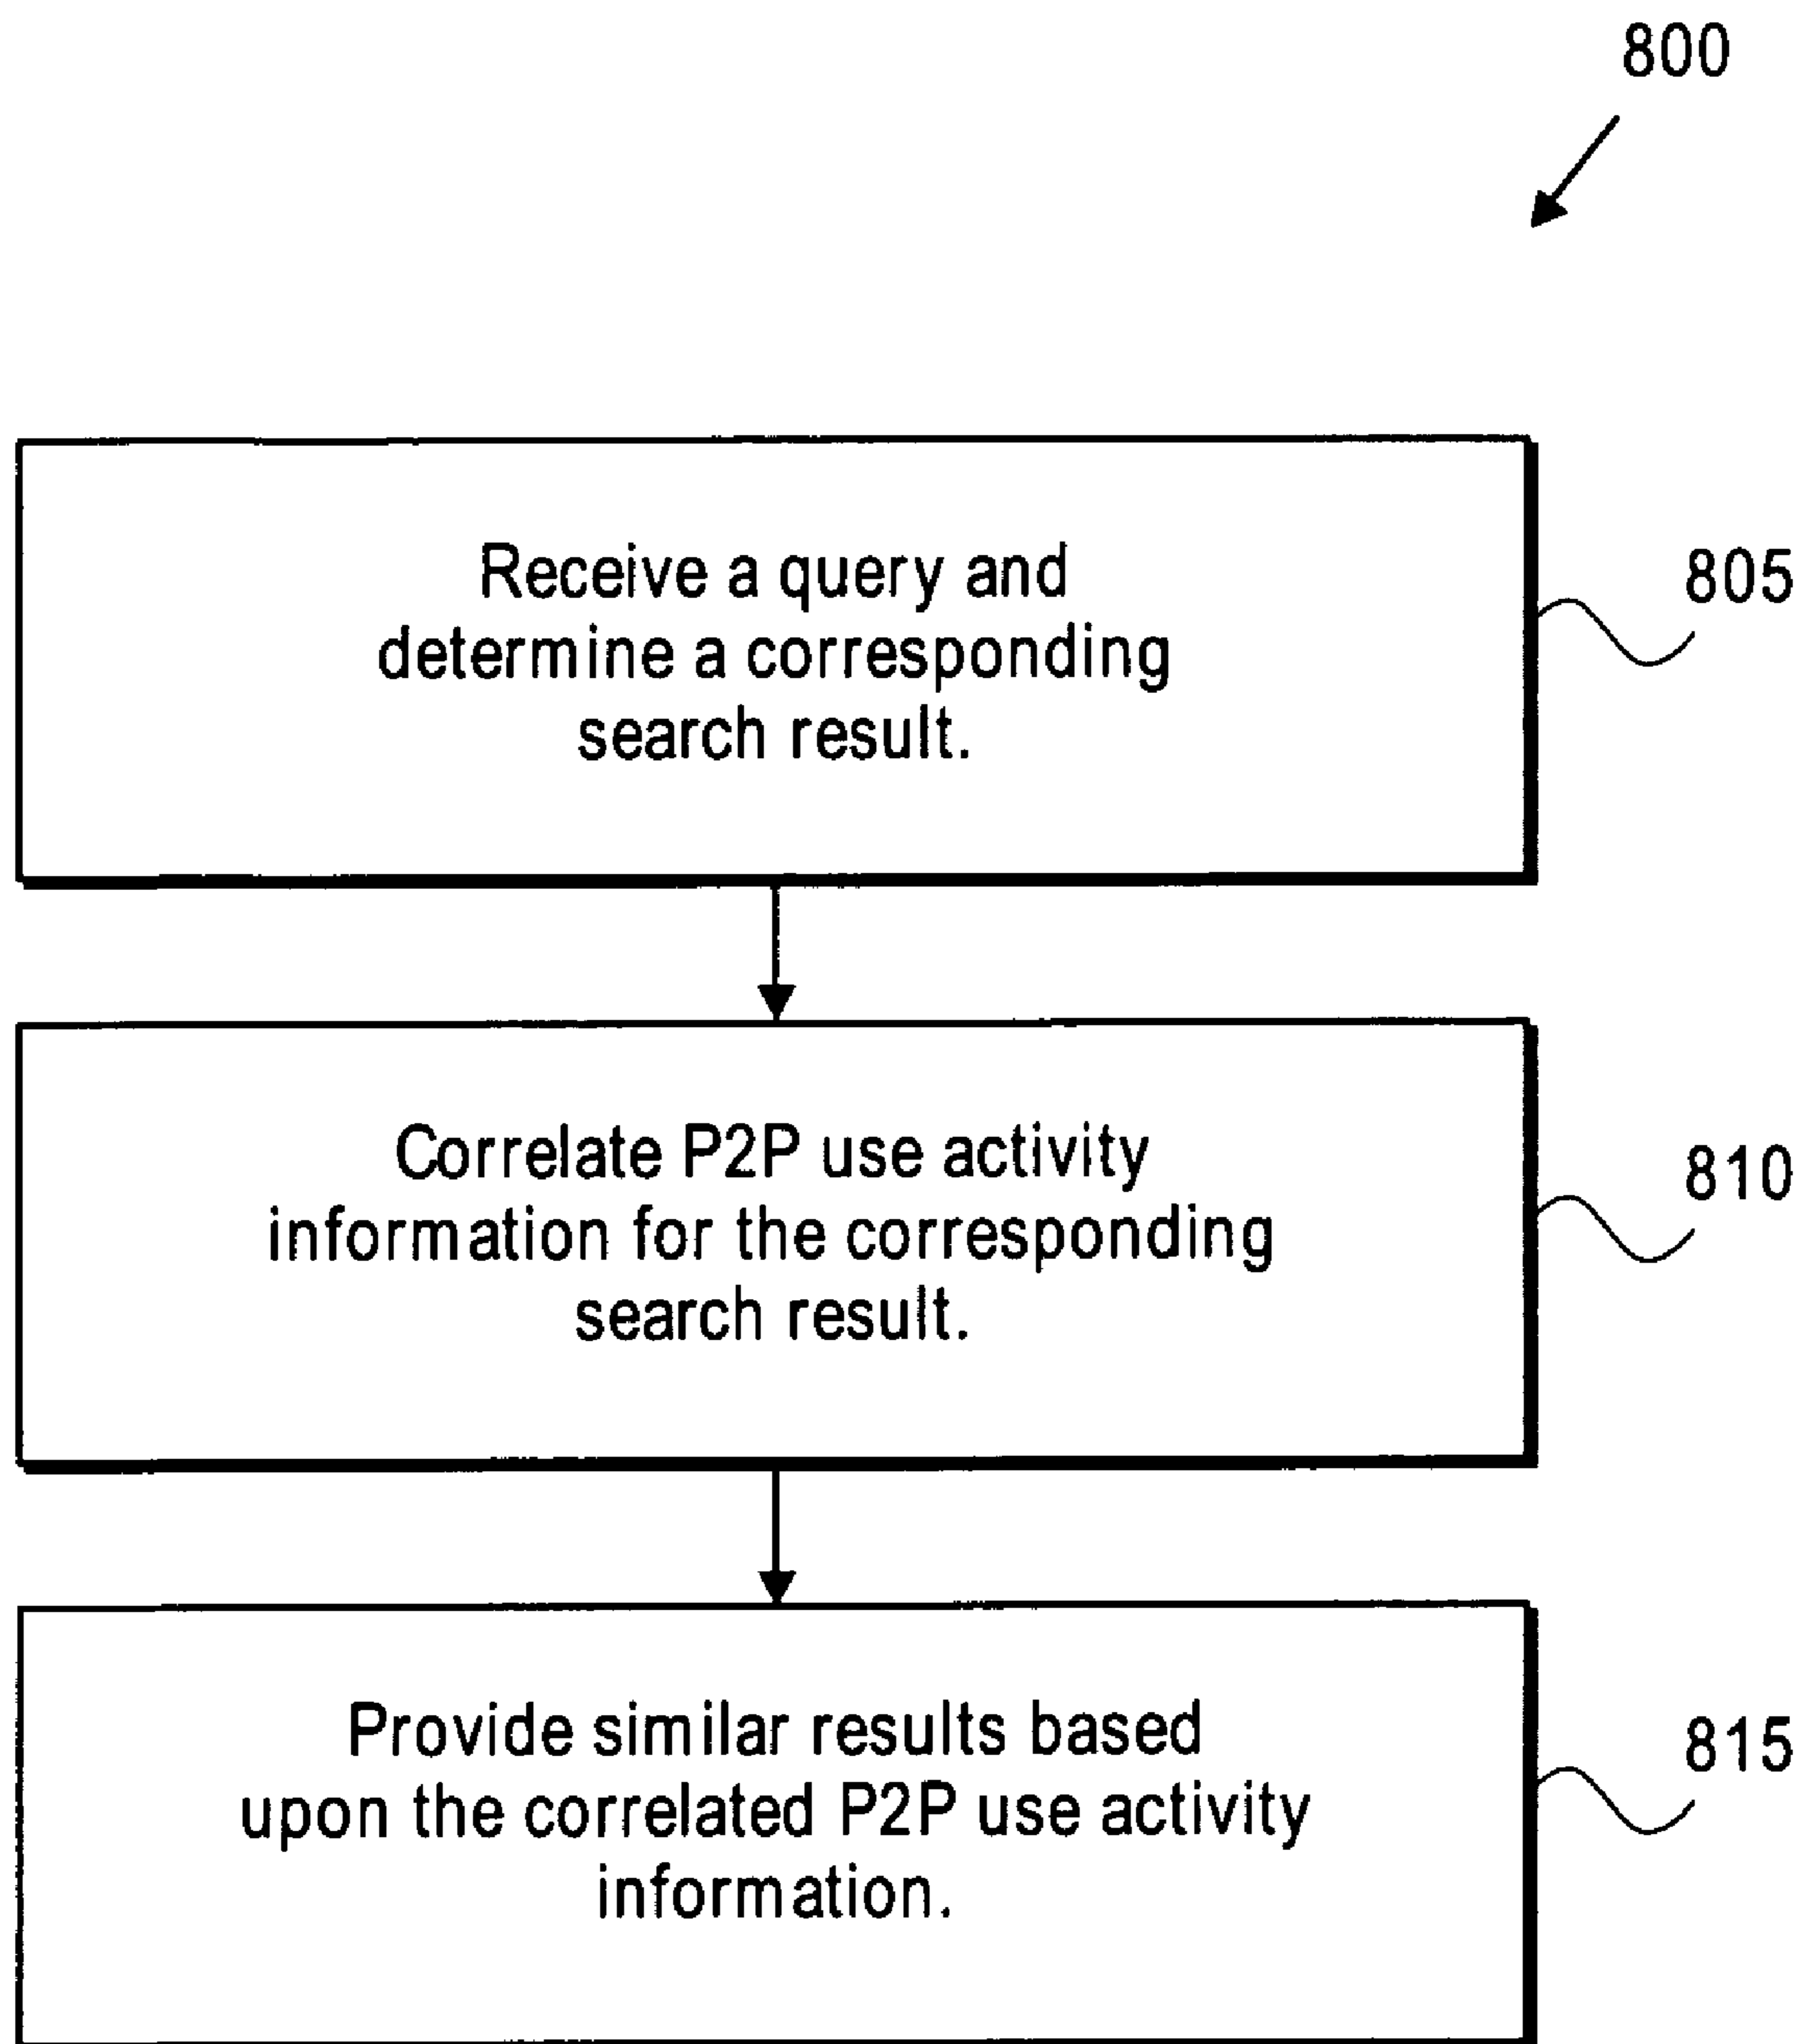 800
Receive a query and
determine a corresponding
search result.
805
Correlate P2P use activity
information for the corresponding
search result.
810
Provide similar results based
upon the correlated P2P use activity
information.
815